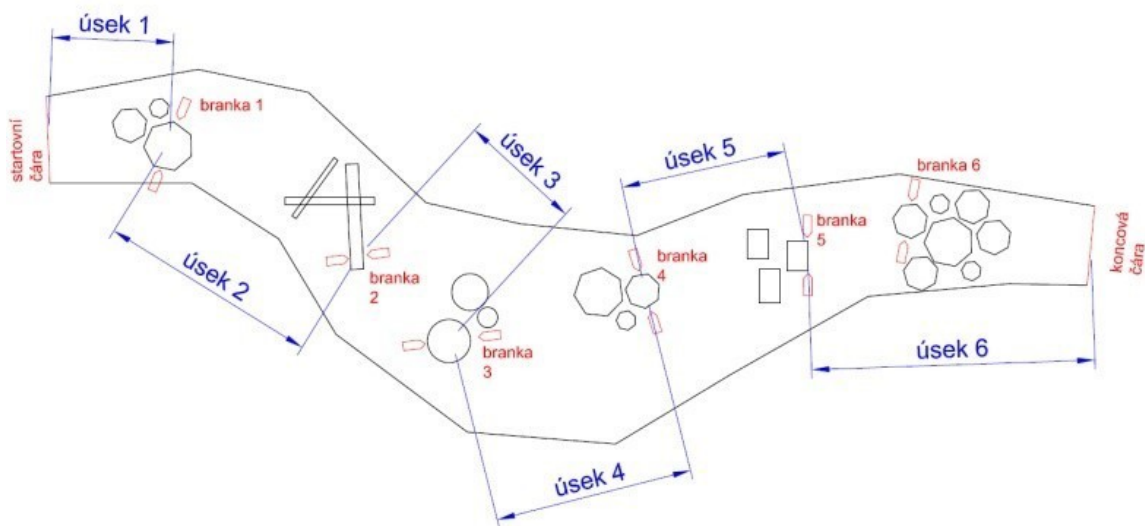 úsek 1
branka 1
startovní
čára
úsek 2
branka
2
úsek 3
branka
3
úsek 4
branka
4
úsek 5
branka
5
branka 6
úsek 6
koncová
čára